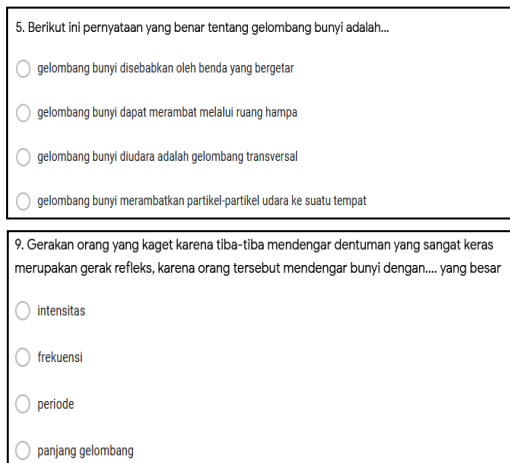 5. Berikut ini pernyataan yang benar tentang gelombang bunyi adalah...
gelombang bunyi disebabkan oleh benda yang bergetar
gelombang bunyi dapat merambat melalui ruang hampa
gelombang bunyi diudara adalah gelombang transversal
gelombang bunyi merambatkan partikel-partikel udara ke suatu tempat
9. Gerakan orang yang kaget karena tiba-tiba mendengar dentuman yang sangat keras
merupakan gerak refleks, karena orang tersebut mendengar bunyi dengan.... yang besar
intensitas
frekuensi
periode
panjang gelombang